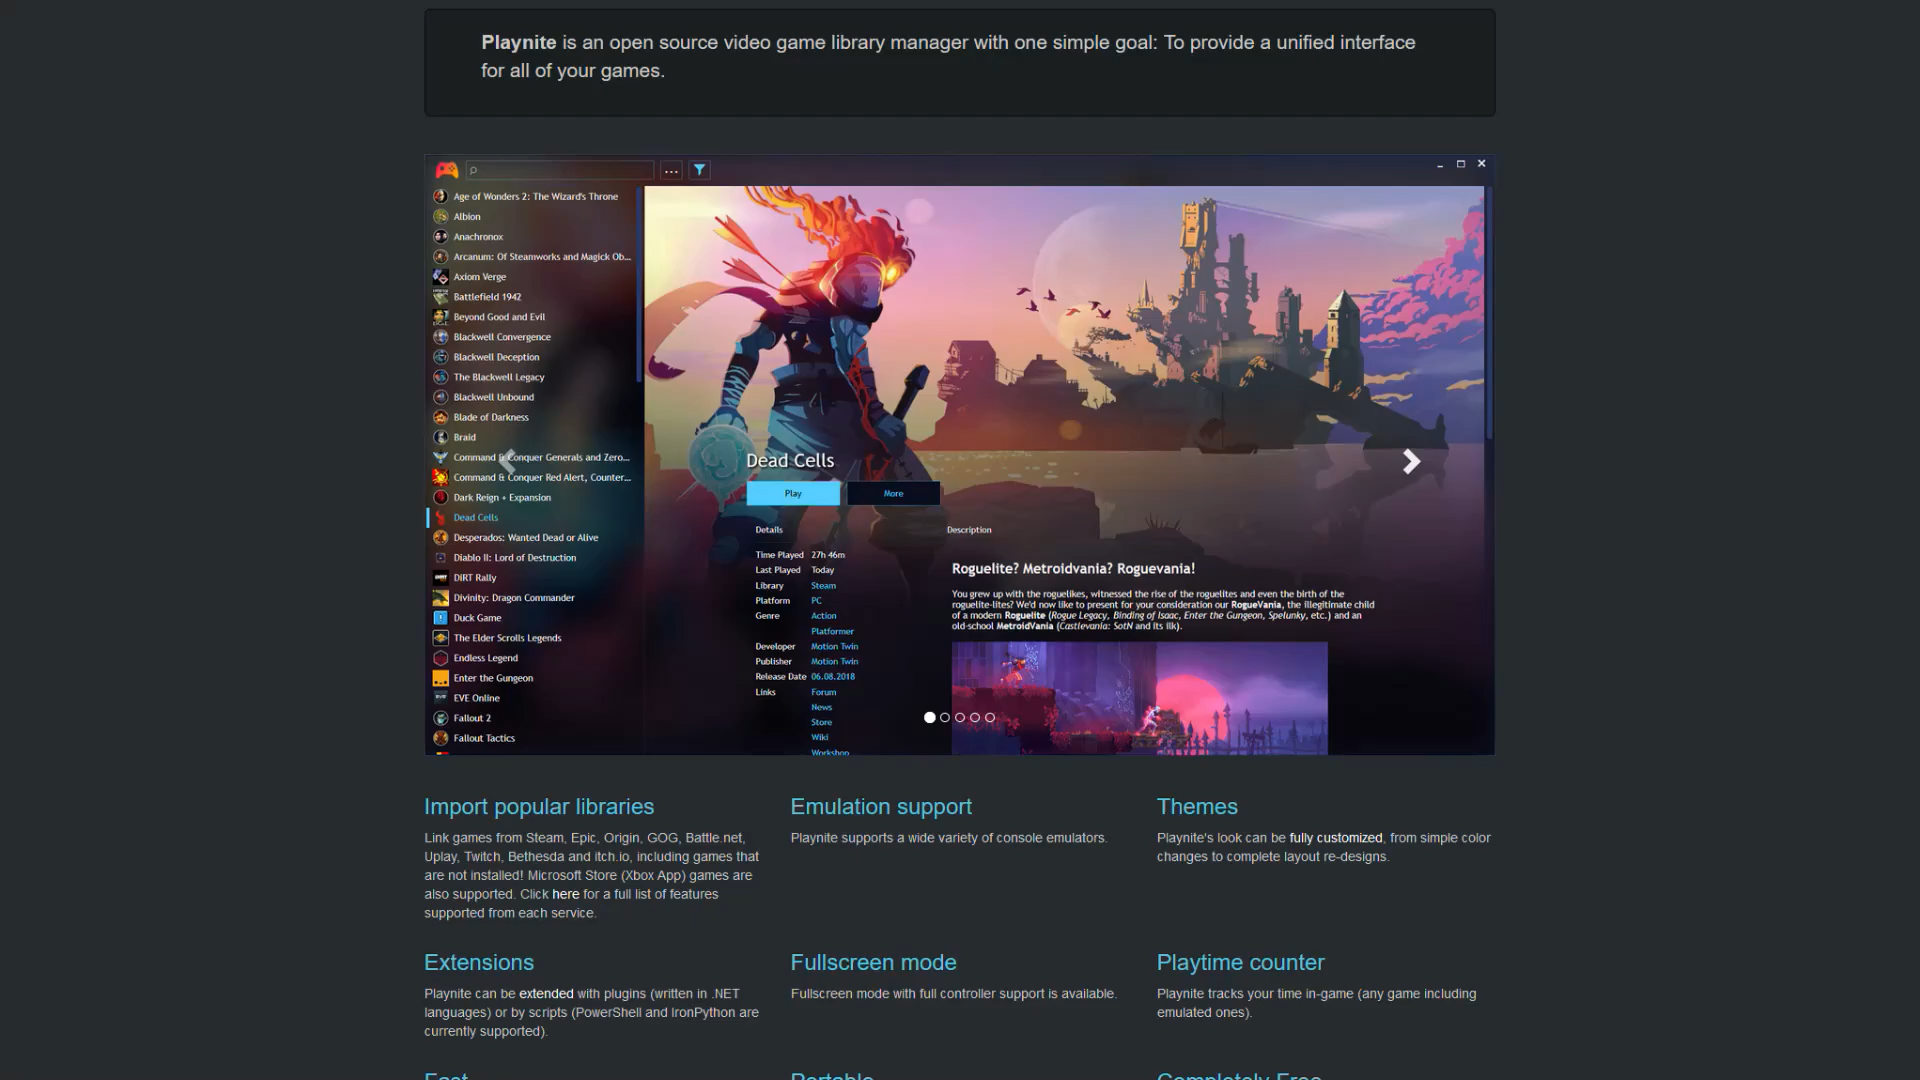 Playnite is an open source video game library manager with one simple goal: To provide a unified interface
for all of your games.
Age of Wonders 2: The Wizard's Throne
Albion
Anachronox
Arcanum: Of Steamworks and Magick Ob...
Axiom Verge
Battlefield 1942
Beyond Good and Evil
Blackwell Convergence
Blackwell Deception
The Blackwell Legacy
Blackwell Unbound
Blade of Darkness
Braid
Command & Conquer Generals and Zero...
Command & Conquer Red Alert, Counter...
Dark Reign + Expansion
Dead Cells
Desperados: Wanted Dead or Alive
Diablo II: Lord of Destruction
DIRT Rally
Divinity: Dragon Commander
Duck Game
The Elder Scrolls Legends
Endless Legend
Enter the Gungeon
EVE Online
Fallout 2
Fallout Tactics
Dead Cells
Play More
Details
Time Played 27h 46m
Last Played Today
Library Steam
Platform PC
Genre Action
Platformer
Developer Motion Twin
Publisher Motion Twin
Release Date 06.08.2018
Links Forum
News
Store
Wiki
Workshop
Description
Roguelite? Metroidvania? Roguevania!
You grew up with the roguelikes, witnessed the rise of the roguelites and even the birth of the
roguelite-lites? We'd now like to present for your consideration our RogueVania, the illegitimate child
of a modern Roguelite (Rogue Legacy, Binding of Isaac, Enter the Gungeon, Spelunky, etc.) and an
old-school MetroidVania (Castlevania: SotN and its ilk).
Import popular libraries
Link games from Steam, Epic, Origin, GOG, Battle.net,
Uplay, Twitch, Bethesda and itch.io, including games that
are not installed! Microsoft Store (Xbox App) games are
also supported. Click here for a full list of features
supported from each service.
Emulation support
Playnite supports a wide variety of console emulators.
Themes
Playnite's look can be fully customized, from simple color
changes to complete layout re-designs.
Extensions
Playnite can be extended with plugins (written in .NET
languages) or by scripts (PowerShell and IronPython are
currently supported).
Fullscreen mode
Fullscreen mode with full controller support is available.
Playtime counter
Playnite tracks your time in-game (any game including
emulated ones).
Fast
Portable
Completely Free